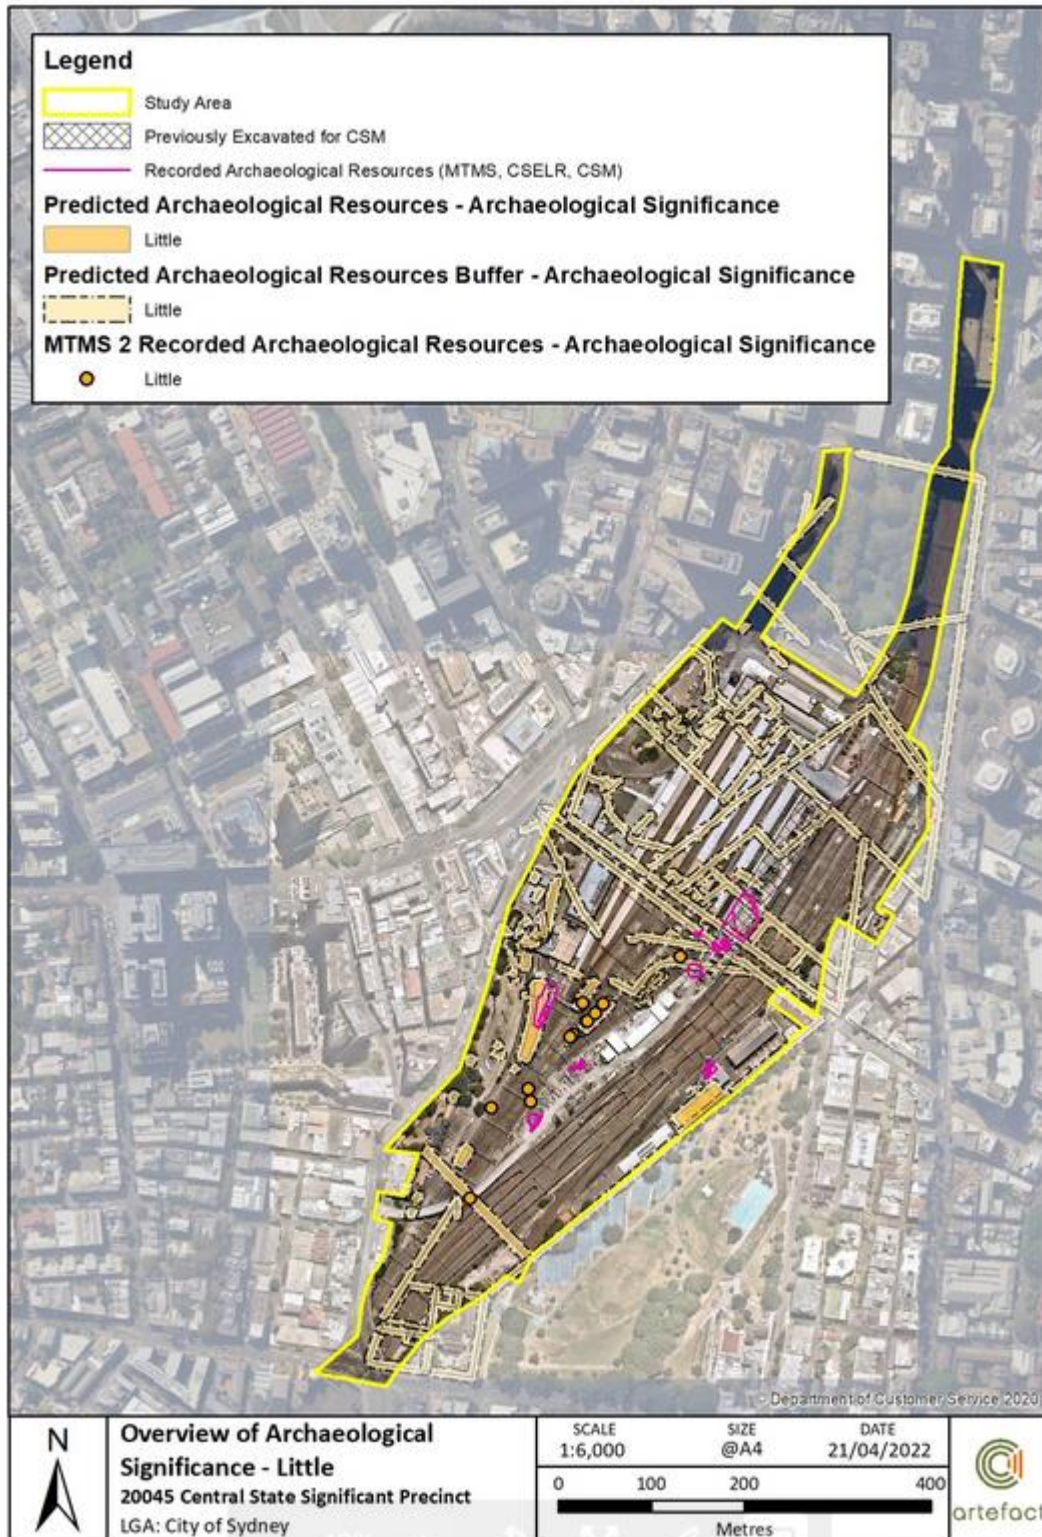 Legend
Study Area
Previously Excavated for CSM
Recorded Archaeological Resources (MTMS, CSELR, CSM)
Predicted Archaeological Resources - Archaeological Significance
Little
Predicted Archaeological Resources Buffer - Archaeological Significance
Little
MTMS 2 Recorded Archaeological Resources - Archaeological Significance
Little
© Department of Customer Service 2020
N
Overview of Archaeological
Significance - Little
20045 Central State Significant Precinct
LGA: City of Sydney
SCALE
1:6,000
SIZE
@A4
DATE
21/04/2022
0 100 200 400
Metres
artefact